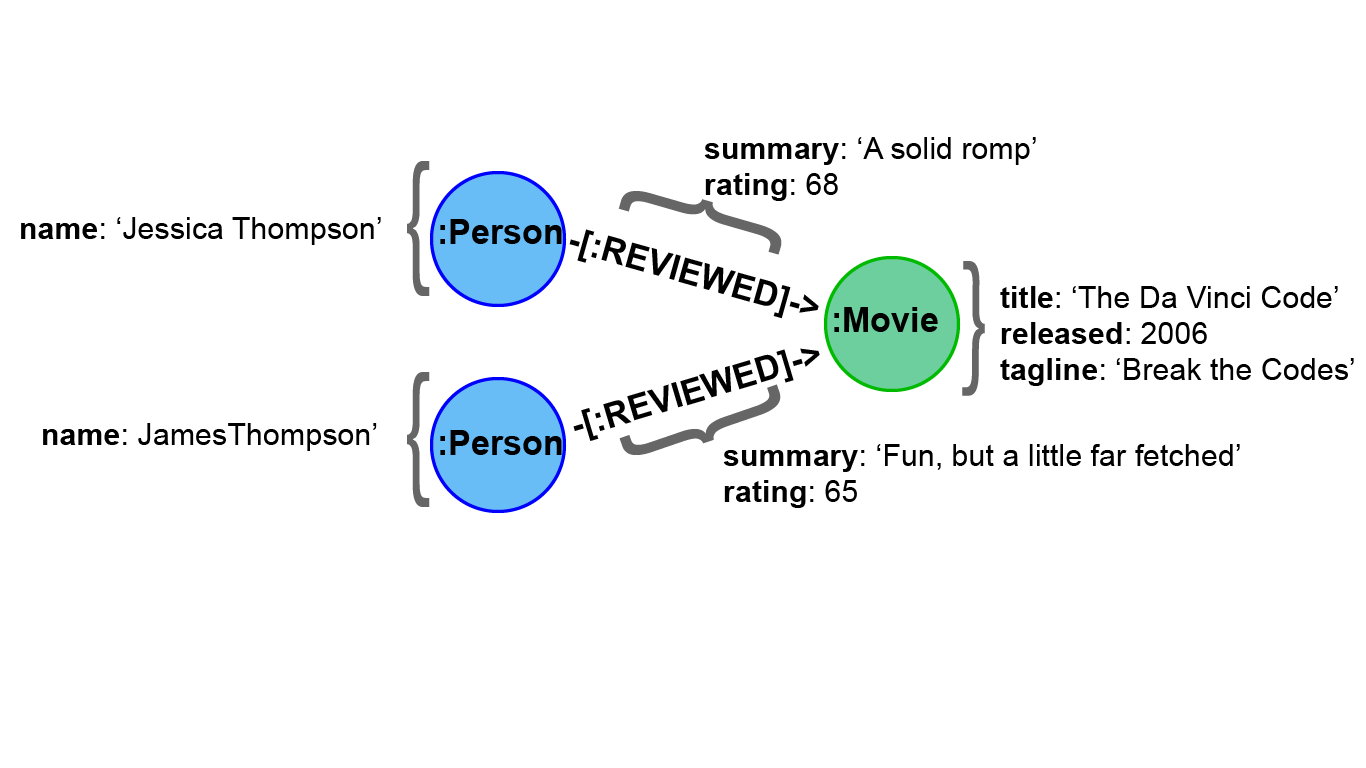 summary: ‘A solid romp’
rating: 68
name: ‘Jessica Thompson’
:Person
-[:REVIEWED]->
:Movie
title: ‘The Da Vinci Code’
released: 2006
tagline: ‘Break the Codes’
-[:REVIEWED]->
name: JamesThompson’
:Person
summary: ‘Fun, but a little far fetched’
rating: 65